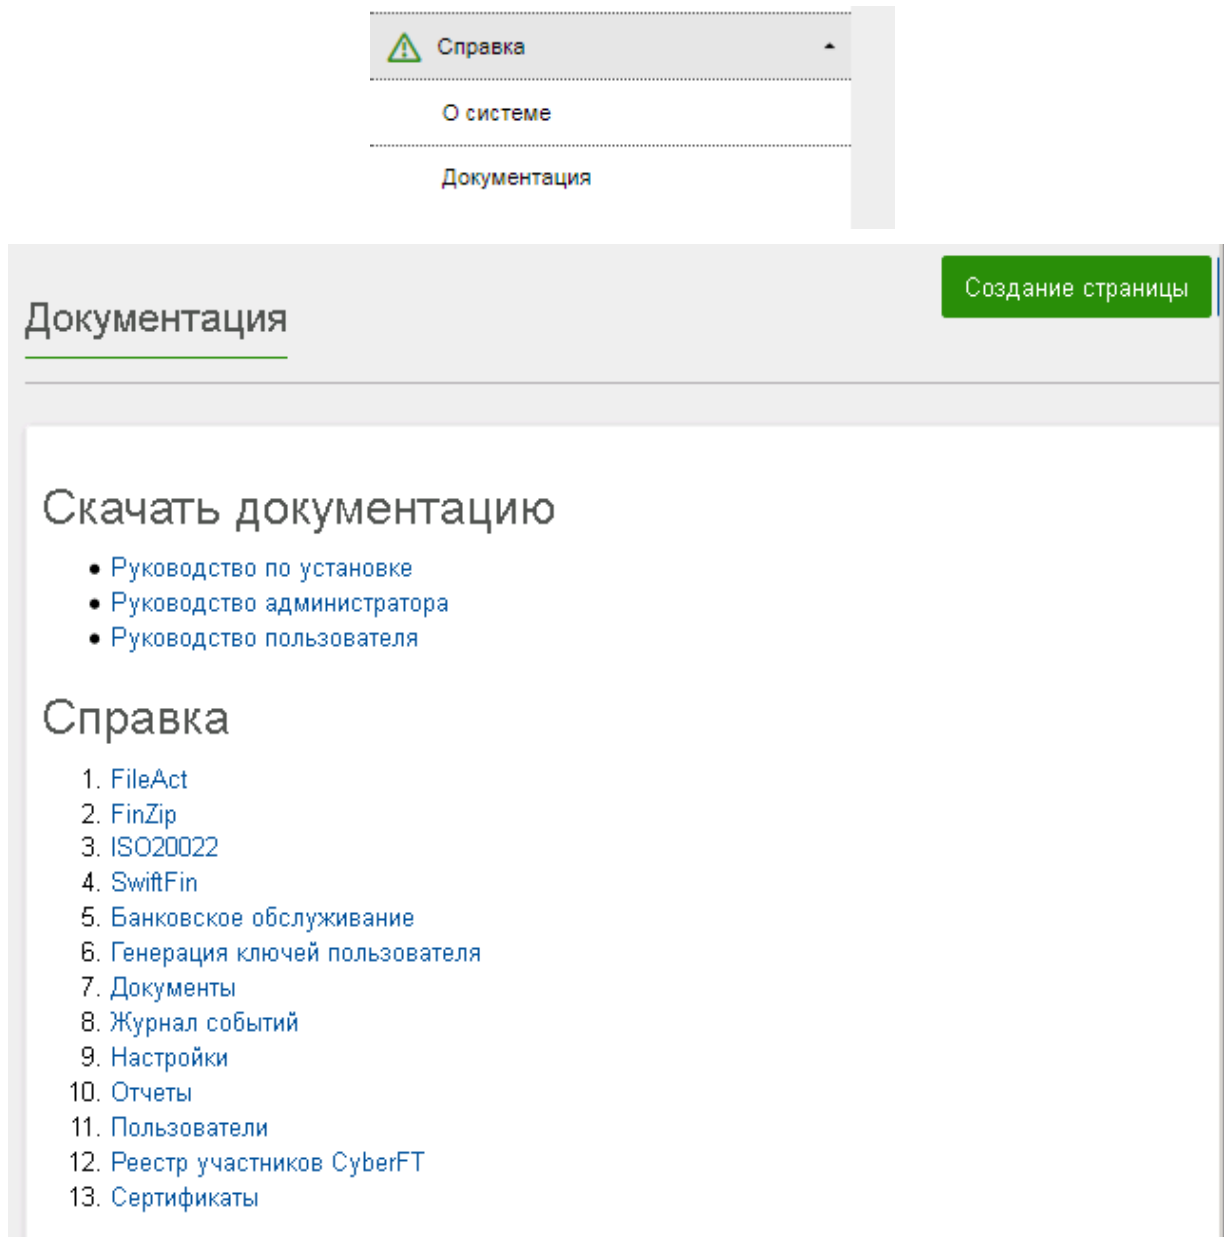 Справка
О системе
Документация
Создание страницы
Документация
Скачать документацию
• Руководство по установке
• Руководство администратора
• Руководство пользователя
Справка
1. FileAct
2. FinZip
3. ISO20022
4. SwiftFin
5. Банковское обслуживание
6. Генерация ключей пользователя
7. Документы
8. Журнал событий
9. Настройки
10. Отчеты
11. Пользователи
12. Реестр участников CyberFT
13. Сертификаты